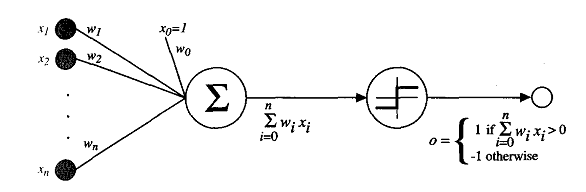 x1 w1 x0=1
w0
x2 w2
.
.
.
wn
xn
Σ
n
Σ wi xi
i=0
o = { 1 if n Σ i=0 wi xi > 0
-1 otherwise